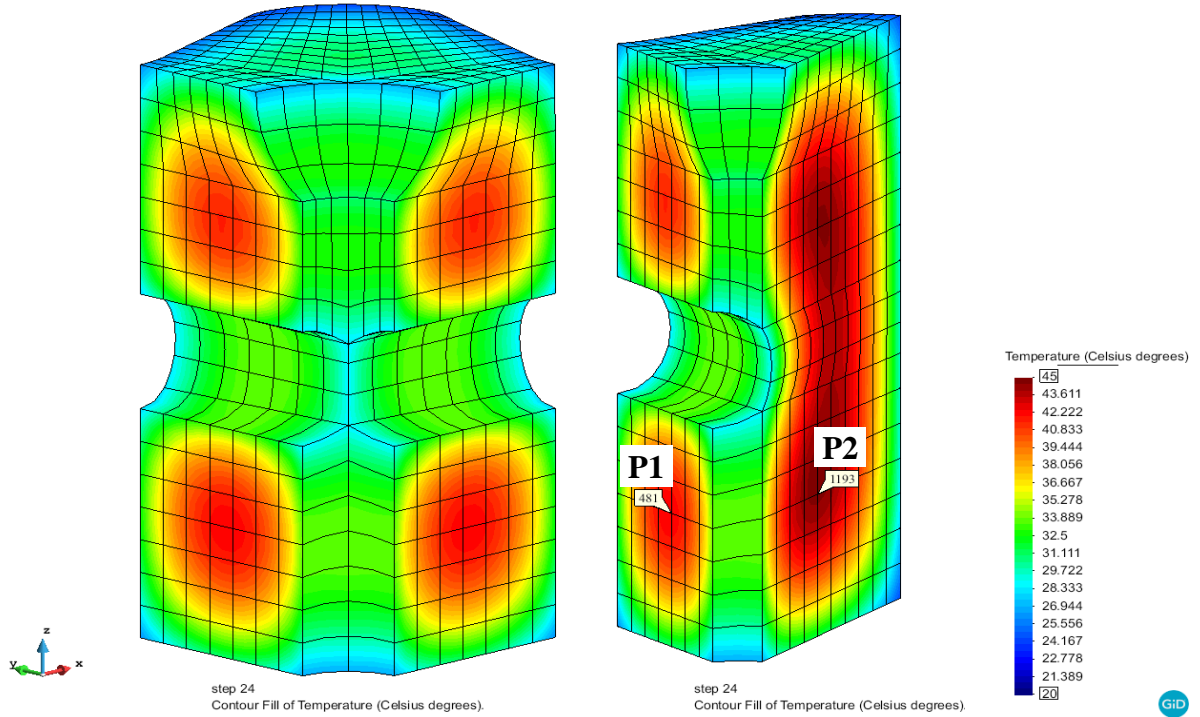 P1
481
P2
1193
Temperature (Celsius degrees)
45
43.611
42.222
40.833
39.444
38.056
36.667
35.278
33.889
32.5
31.111
29.722
28.333
26.944
25.556
24.167
22.778
21.389
20
z
y
x
step 24
Contour Fill of Temperature (Celsius degrees).
step 24
Contour Fill of Temperature (Celsius degrees).
GiD